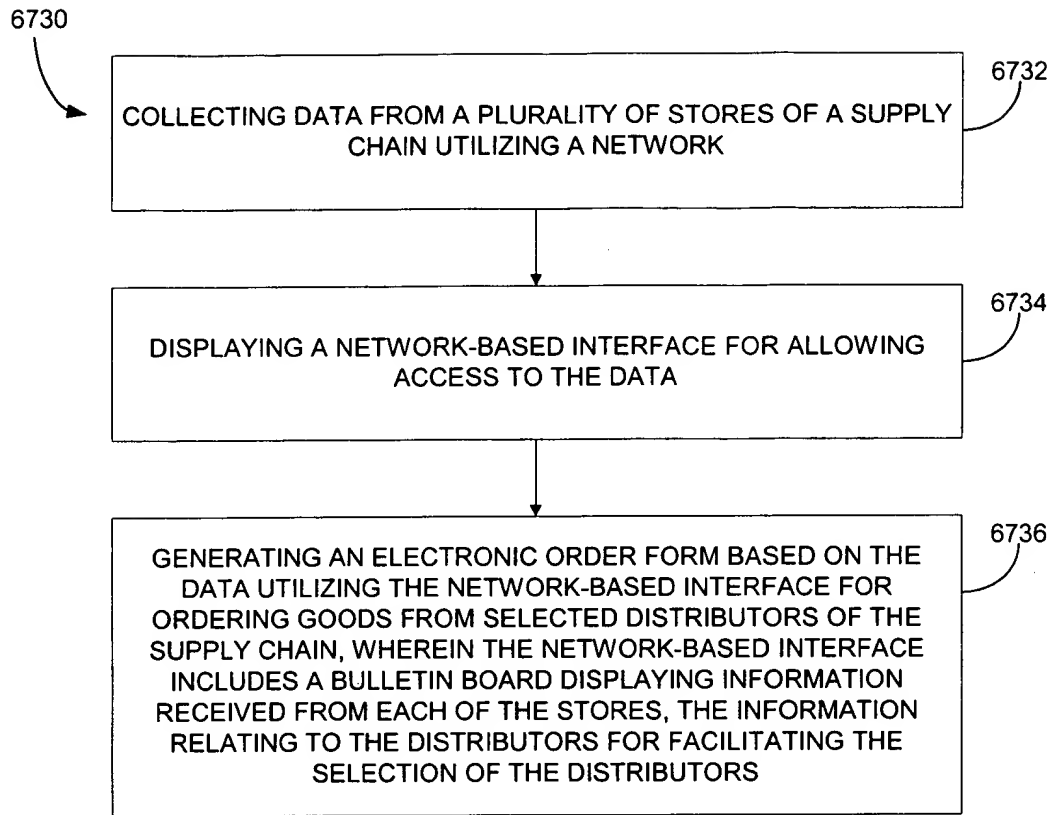 6730
6732
COLLECTING DATA FROM A PLURALITY OF STORES OF A SUPPLY
CHAIN UTILIZING A NETWORK
6734
DISPLAYING A NETWORK-BASED INTERFACE FOR ALLOWING
ACCESS TO THE DATA
6736
GENERATING AN ELECTRONIC ORDER FORM BASED ON THE
DATA UTILIZING THE NETWORK-BASED INTERFACE FOR
ORDERING GOODS FROM SELECTED DISTRIBUTORS OF THE
SUPPLY CHAIN, WHEREIN THE NETWORK-BASED INTERFACE
INCLUDES A BULLETIN BOARD DISPLAYING INFORMATION
RECEIVED FROM EACH OF THE STORES, THE INFORMATION
RELATING TO THE DISTRIBUTORS FOR FACILITATING THE
SELECTION OF THE DISTRIBUTORS